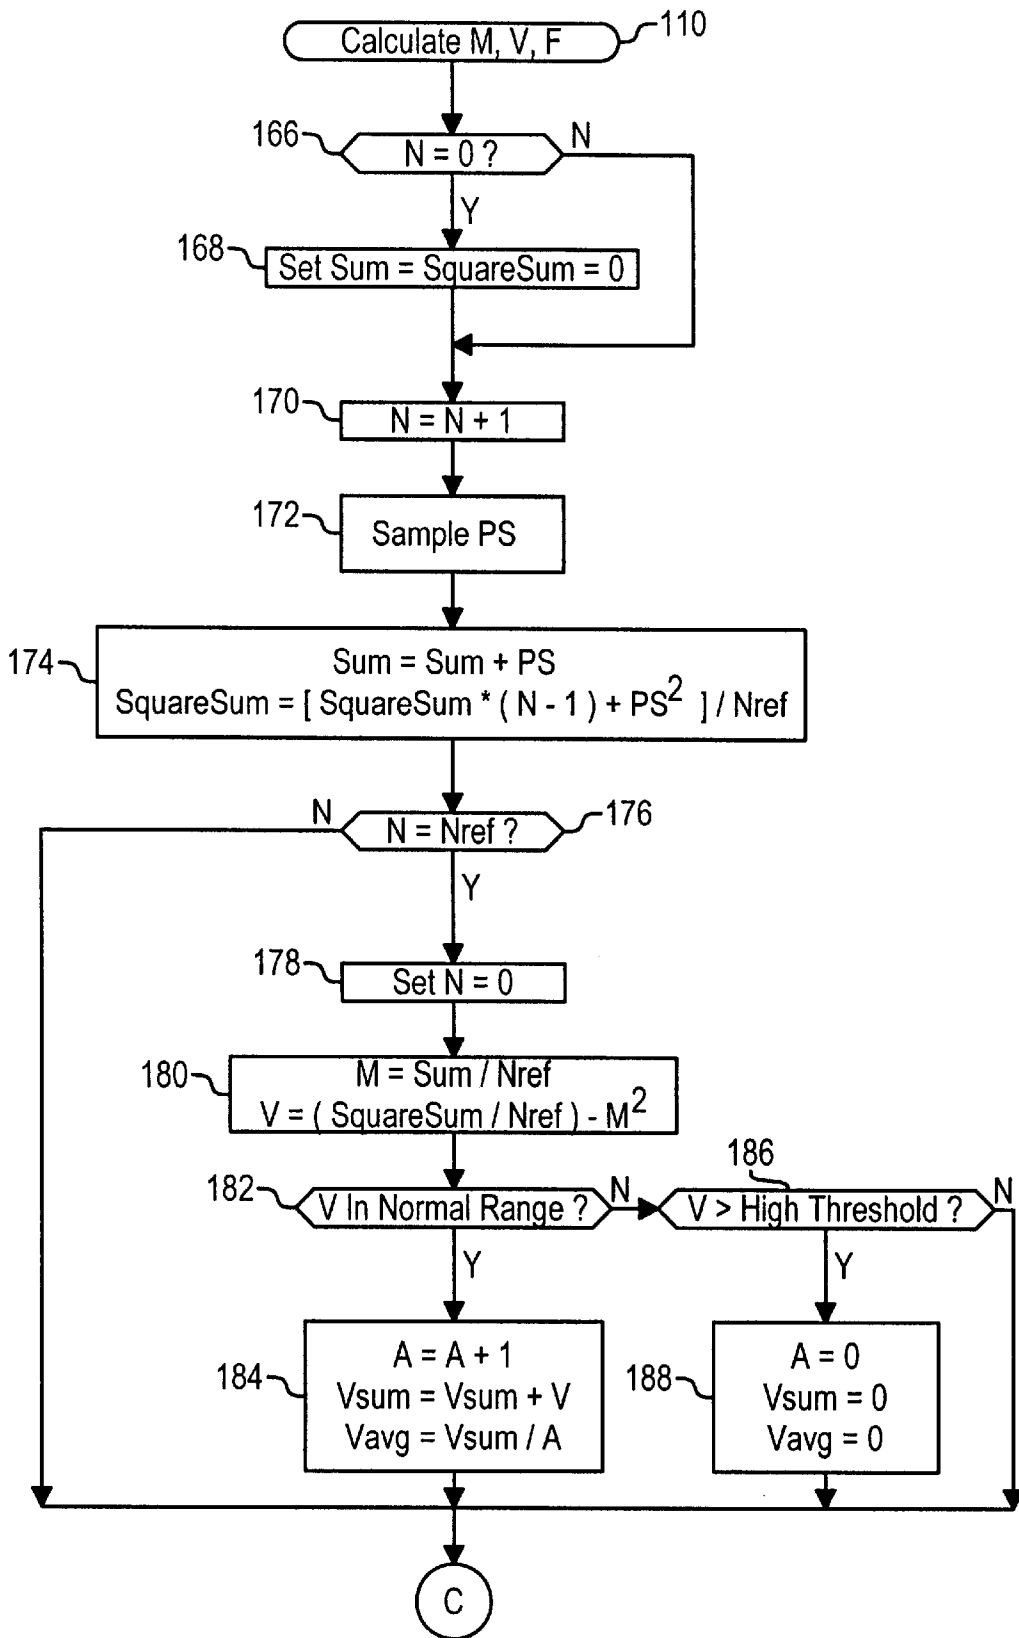 Calculate M, V, F
110
166
N = 0 ?
N
Y
168
Set Sum = SquareSum = 0
170
N = N + 1
172
Sample PS
174
Sum = Sum + PS
SquareSum = [ SquareSum * ( N - 1 ) + PS² ] / Nref
N
N = Nref ?
176
Y
178
Set N = 0
180
M = Sum / Nref
V = ( SquareSum / Nref ) - M²
182
V In Normal Range ?
N
186
V > High Threshold ?
N
Y
Y
184
A = A + 1
Vsum = Vsum + V
Vavg = Vsum / A
188
A = 0
Vsum = 0
Vavg = 0
C